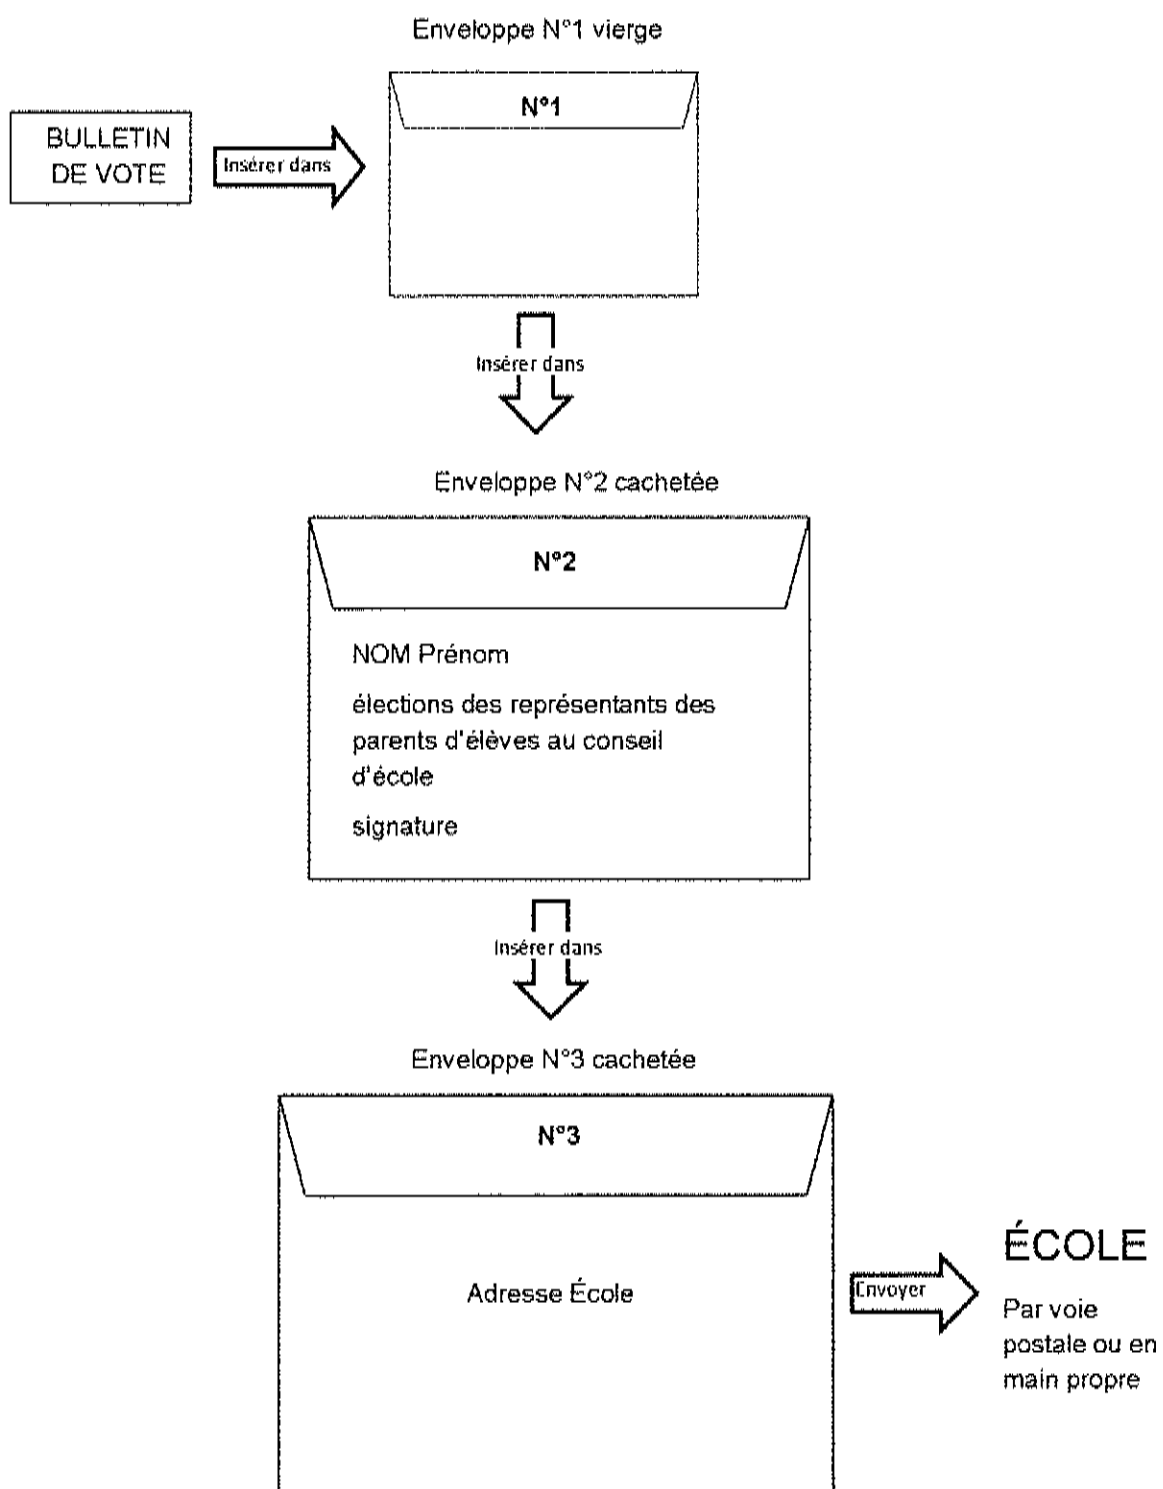 Enveloppe N°1 vierge
N°1
BULLETIN
DE VOTE
Insérer dans
Insérer dans
Enveloppe N°2 cachetée
N°2
NOM Prénom
élections des représentants des
parents d'élèves au conseil
d'école
signature
Insérer dans
Enveloppe N°3 cachetée
N°3
Adresse École
Envoyer
ÉCOLE
Par voie
postale ou en
main propre